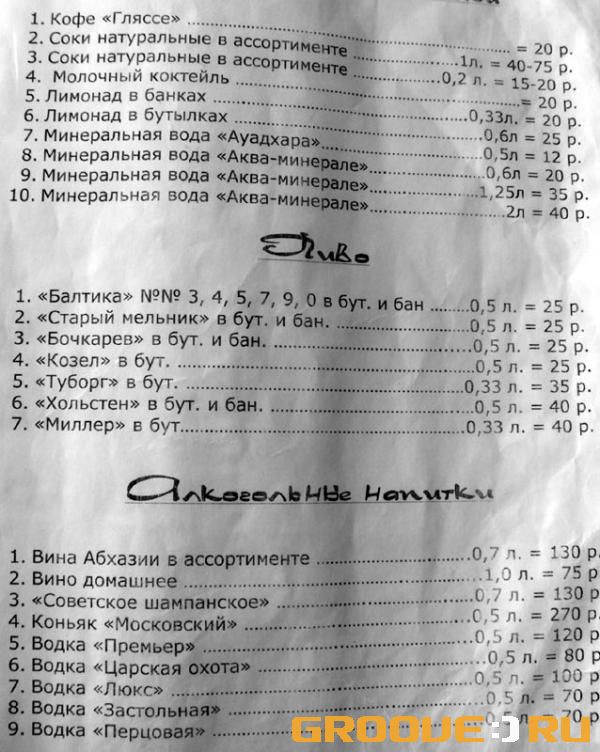 1. Кофе «Гляссе» = 20 р.
2. Соки натуральные в ассортименте 1л. = 40-75 р.
3. Соки натуральные в ассортименте 0,2 л. = 15-20 р.
4. Молочный коктейль = 20 р.
5. Лимонад в банках 0,33л. = 20 р.
6. Лимонад в бутылках 0,6л = 25 р.
7. Минеральная вода «Ауадхара» 0,5л = 12 р.
8. Минеральная вода «Аква-минерале» 0,6л = 20 р.
9. Минеральная вода «Аква-минерале» 1,25л = 35 р.
10. Минеральная вода «Аква-минерале» 2л = 40 р.
Пиво
1. «Балтика» №№ 3, 4, 5, 7, 9, 0 в бут. и бан 0,5 л. = 25 р.
2. «Старый мельник» в бут. и бан. 0,5 л. = 25 р.
3. «Бочкарев» в бут. и бан. 0,5 л. = 25 р.
4. «Козел» в бут. 0,5 л. = 25 р.
5. «Туборг» в бут. 0,33 л. = 35 р.
6. «Хольстен» в бут. и бан. 0,5 л. = 40 р.
7. «Миллер» в бут 0,33 л. = 40 р.
Алкогольные напитки
1. Вина Абхазии в ассортименте 0,7 л. = 130 р.
2. Вино домашнее 1,0 л. = 75 р
3. «Советское шампанское» 0,7 л. = 130 р
4. Коньяк «Московский» 0,5 л. = 270 р.
5. Водка «Премьер» 0,5 л. = 120 р
6. Водка «Царская охота» 0,5 л. = 80 р
7. Водка «Люкс» 0,5 л. = 100 р
8. Водка «Застольная» 0,5 л. = 70 р
9. Водка «Перцовая» 0,5 л. = 70 р
GROOVE:)RU